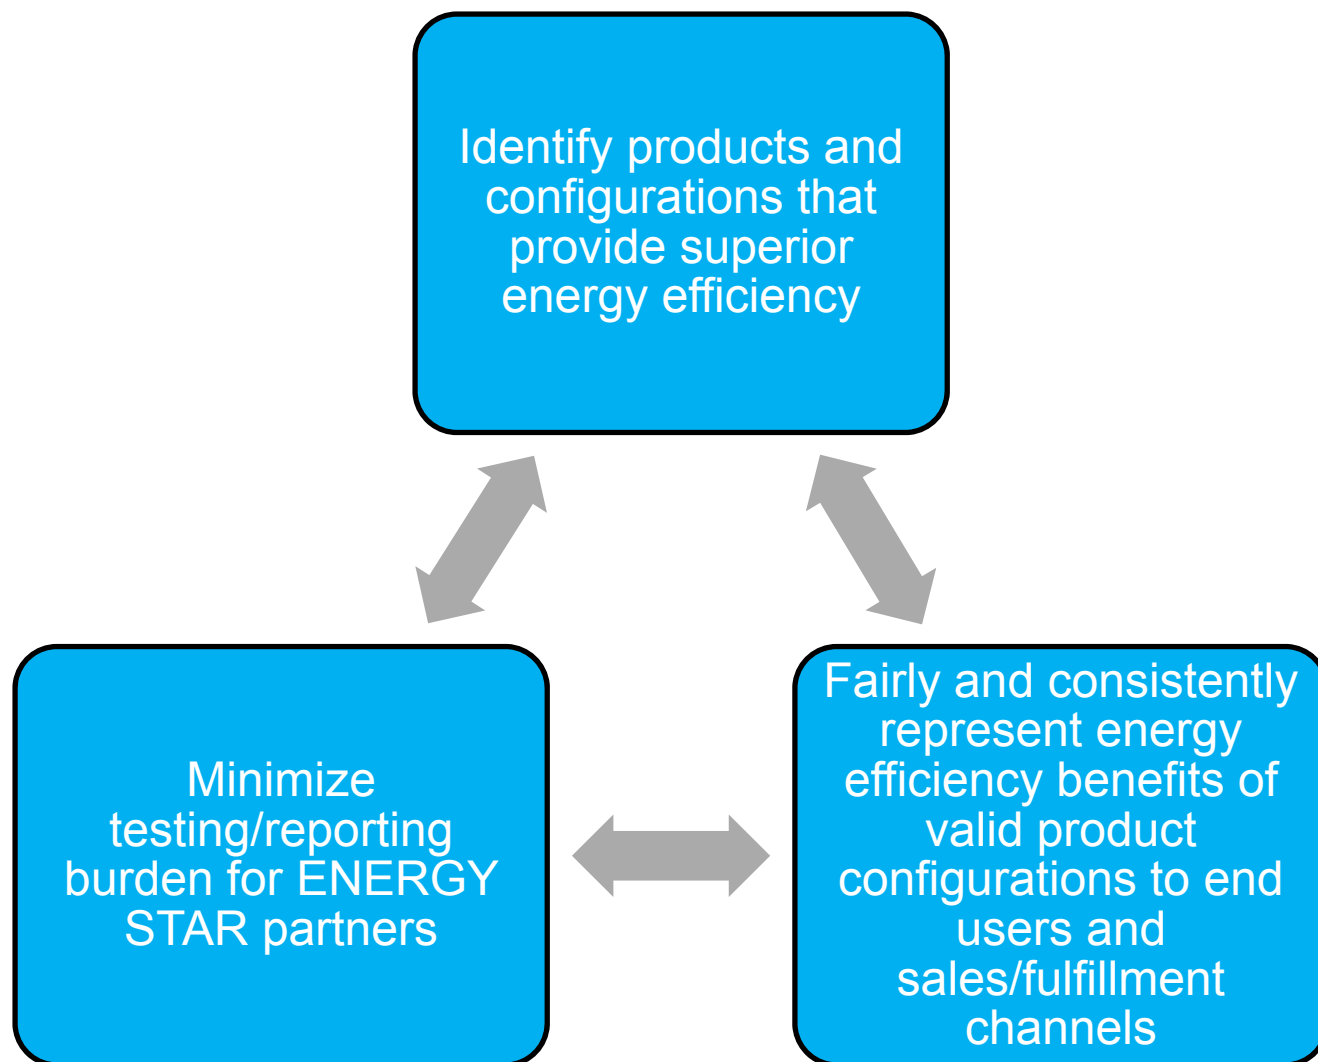 Identify products and
configurations that
provide superior
energy efficiency
Minimize
testing/reporting
burden for ENERGY
STAR partners
Fairly and consistently
represent energy
efficiency benefits of
valid product
configurations to end
users and
sales/fulfillment
channels